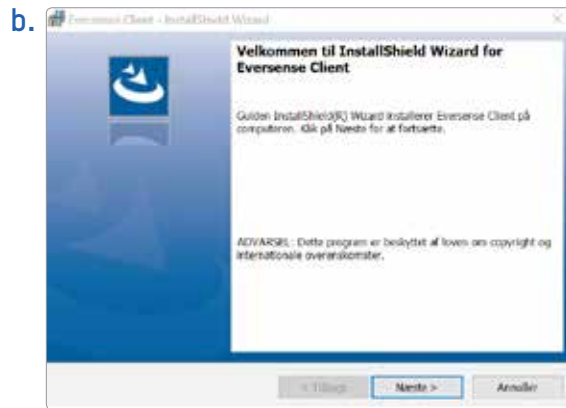 b.
Eversense Client - InstallShield Wizard
Velkommen til InstallShield Wizard for
Eversense Client
Guiden InstallShield(R) Wizard installerer Eversense Client på
computeren. Klik på Næste for at fortsætte.
ADVARSEL: Dette program er beskyttet af loven om copyright og
internationale overenskomster.
< Tilbage
Næste >
Annuller